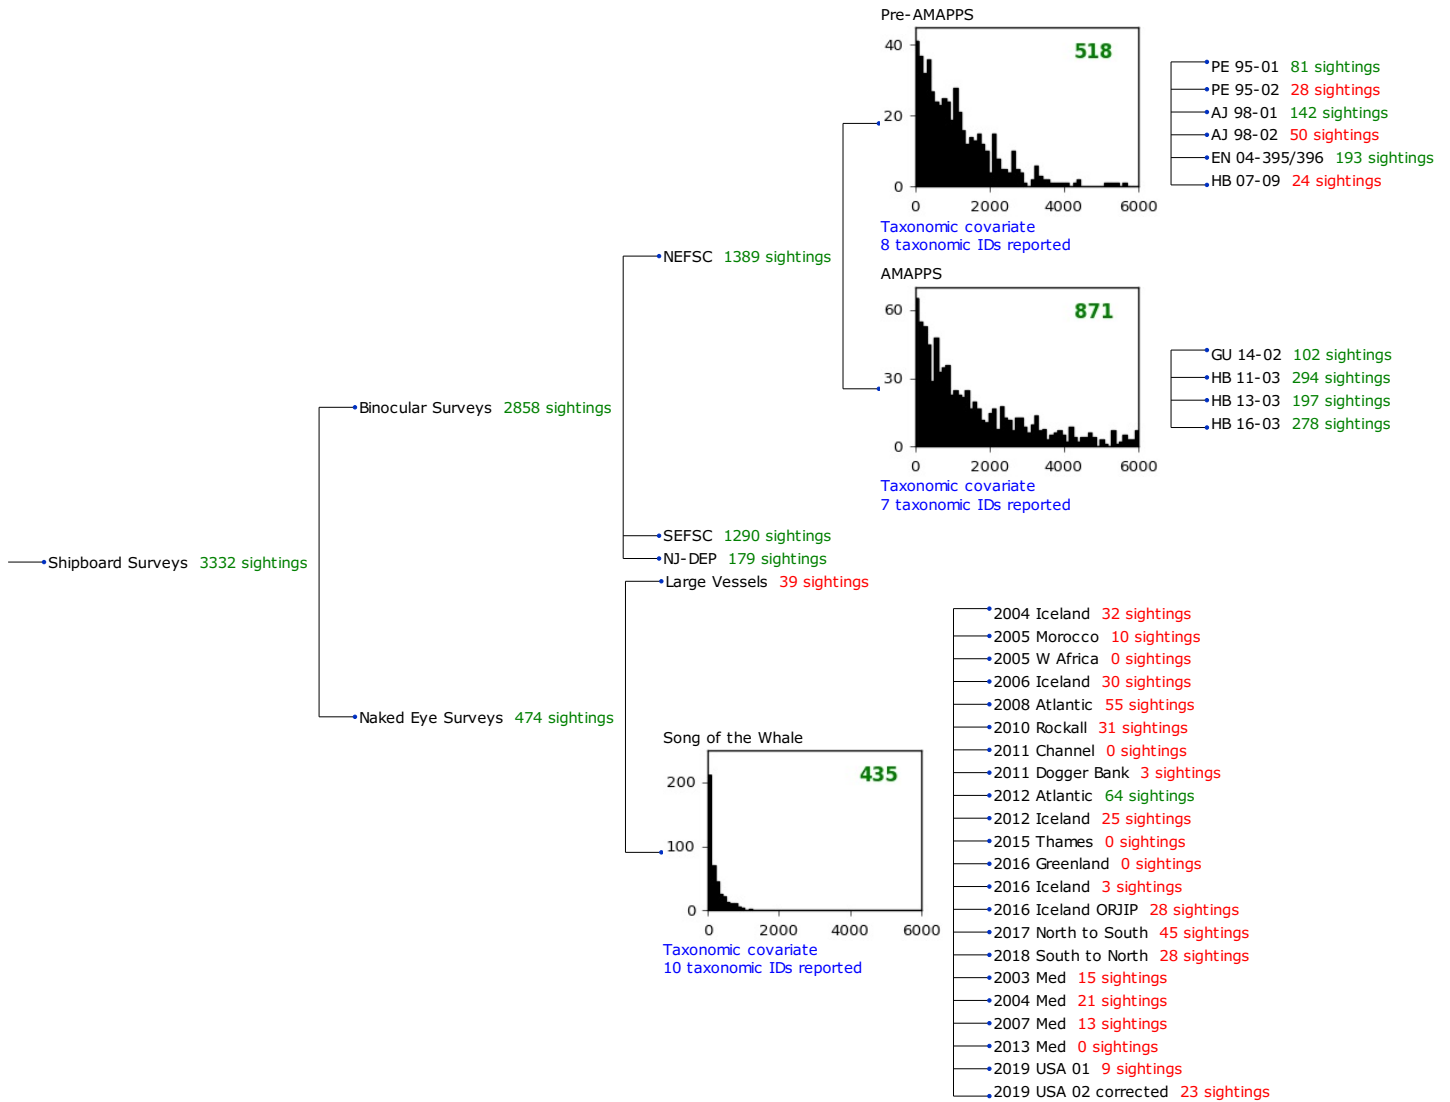 Pre-AMAPPS
40
20
0
518
0 2000 4000 6000
Taxonomic covariate
8 taxonomic IDs reported
PE 95-01 81 sightings
PE 95-02 28 sightings
AJ 98-01 142 sightings
AJ 98-02 50 sightings
EN 04-395/396 193 sightings
HB 07-09 24 sightings
NEFSC 1389 sightings
AMAPPS
60
30
0
871
0 2000 4000 6000
Taxonomic covariate
7 taxonomic IDs reported
GU 14-02 102 sightings
HB 11-03 294 sightings
HB 13-03 197 sightings
HB 16-03 278 sightings
Binocular Surveys 2858 sightings
SEFSC 1290 sightings
NJ-DEP 179 sightings
Shipboard Surveys 3332 sightings
Large Vessels 39 sightings
Naked Eye Surveys 474 sightings
Song of the Whale
200
100
0
435
0 2000 4000 6000
Taxonomic covariate
10 taxonomic IDs reported
2004 Iceland 32 sightings
2005 Morocco 10 sightings
2005 W Africa 0 sightings
2006 Iceland 30 sightings
2008 Atlantic 55 sightings
2010 Rockall 31 sightings
2011 Channel 0 sightings
2011 Dogger Bank 3 sightings
2012 Atlantic 64 sightings
2012 Iceland 25 sightings
2015 Thames 0 sightings
2016 Greenland 0 sightings
2016 Iceland 3 sightings
2016 Iceland ORJIP 28 sightings
2017 North to South 45 sightings
2018 South to North 28 sightings
2003 Med 15 sightings
2004 Med 21 sightings
2007 Med 13 sightings
2013 Med 0 sightings
2019 USA 01 9 sightings
2019 USA 02 corrected 23 sightings